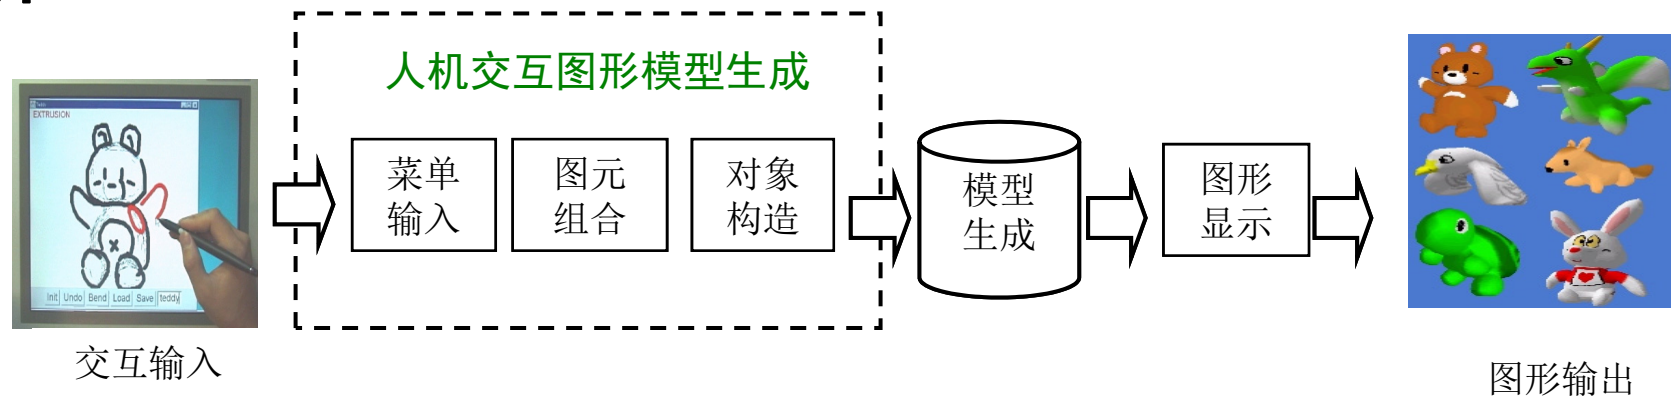 人机交互图形模型生成
Teddy
EXTRUSION
菜单
输入
图元
组合
对象
构造
模型
生成
图形
显示
Init Undo Bend Load Save teddy
交互输入
图形输出